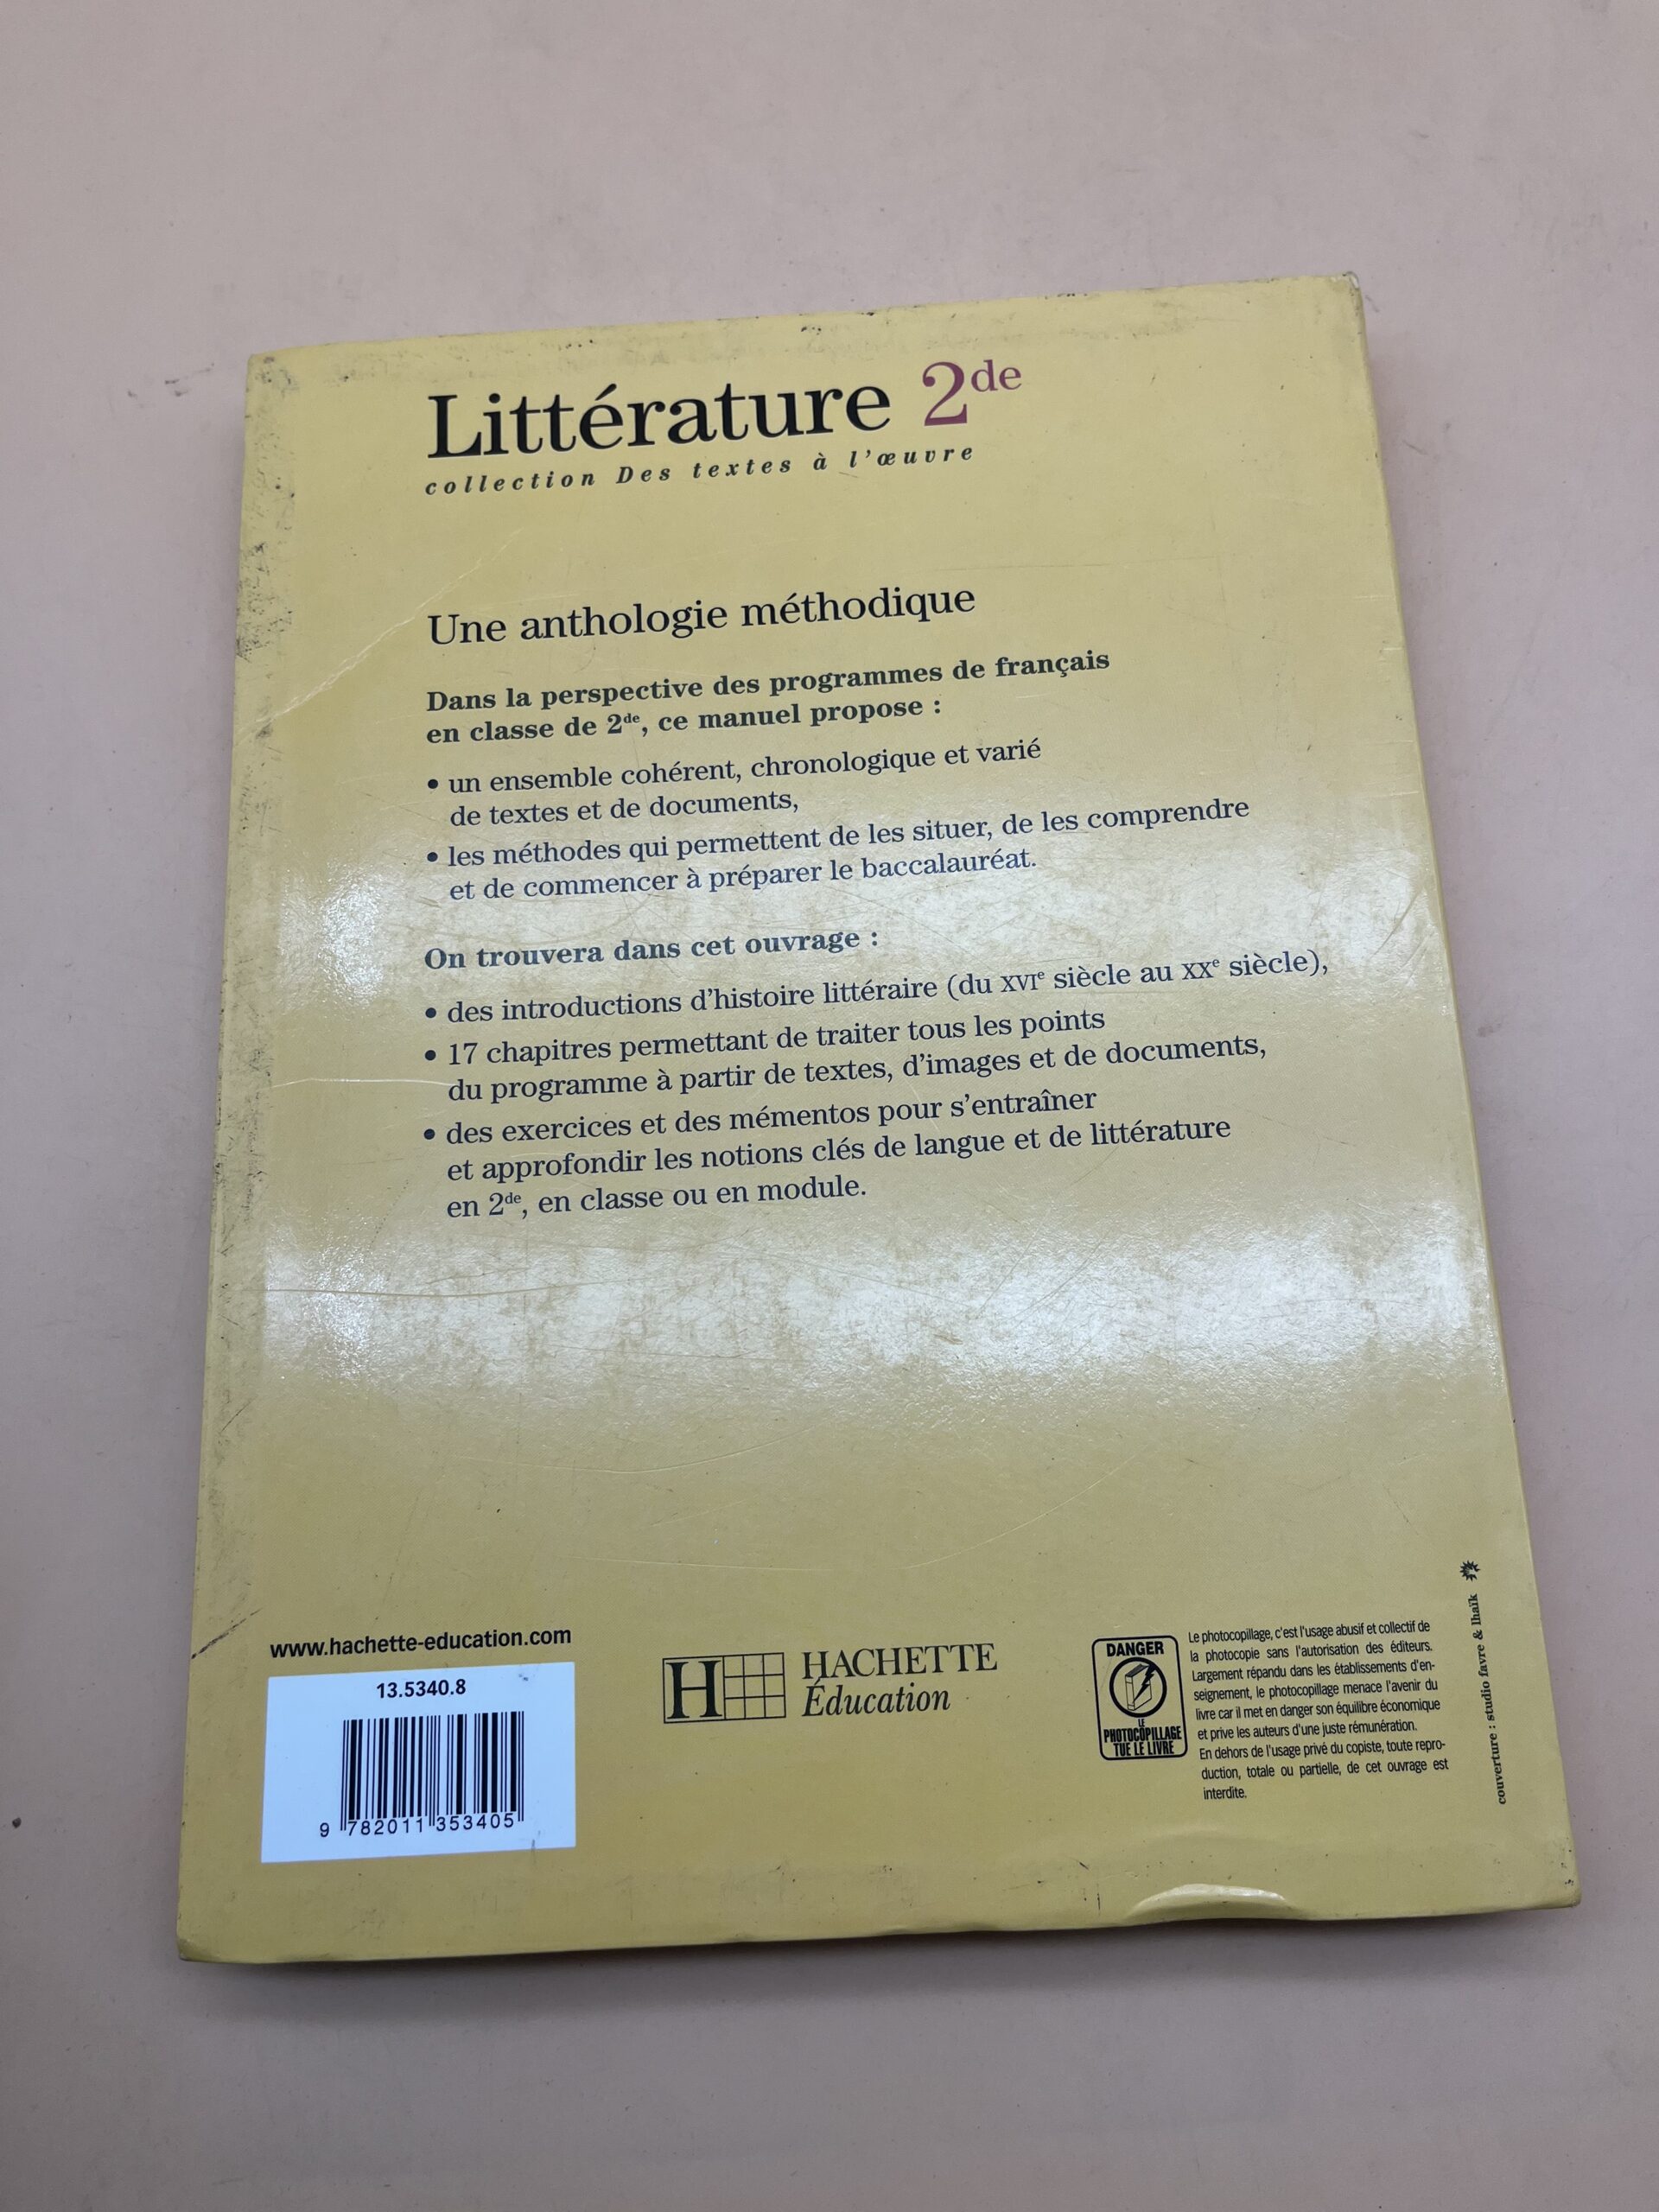 Littérature 2de
collection Des textes à l'œuvre
Une anthologie méthodique
Dans la perspective des programmes de français
en classe de 2de, ce manuel propose :
• un ensemble cohérent, chronologique et varié
de textes et de documents,
• les méthodes qui permettent de les situer, de les comprendre
et de commencer à préparer le baccalauréat.
On trouvera dans cet ouvrage :
• des introductions d'histoire littéraire (du XVIe siècle au XXe siècle),
• 17 chapitres permettant de traiter tous les points
du programme à partir de textes, d'images et de documents,
• des exercices et des mémentos pour s'entraîner
et approfondir les notions clés de langue et de littérature
en 2de, en classe ou en module.
www.hachette-education.com
13.5340.8
9 782011 353405
H
HACHETTE
Éducation
DANGER
LE
PHOTOCOPILLAGE
TUE LE LIVRE
Le photocopillage, c'est l'usage abusif et collectif de
la photocopie sans l'autorisation des éditeurs.
Largement répandu dans les établissements d'en-
seignement, le photocopillage menace l'avenir du
livre car il met en danger son équilibre économique
et prive les auteurs d'une juste rémunération.
En dehors de l'usage privé du copiste, toute repro-
duction, totale ou partielle, de cet ouvrage est
interdite.
couverture : studio favre & lhaïk